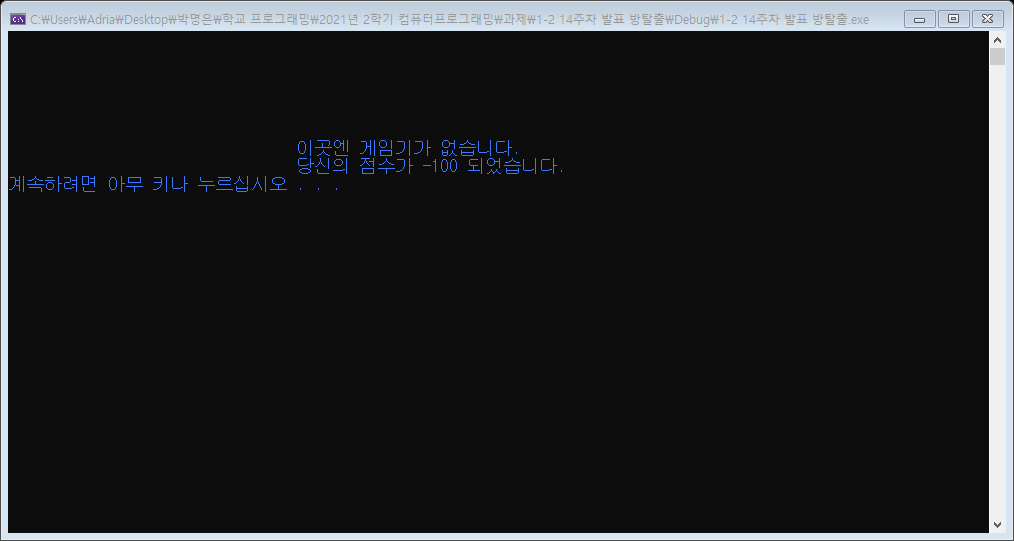 C:\Users\Adria\Desktop\박명은\학교 프로그래밍\2021년 2학기 컴퓨터프로그래밍\과제\1-2 14주차 발표 방탈출\Debug\1-2 14주차 발표 방탈출.exe
이곳엔 게임기가 없습니다.
당신의 점수가 -100 되었습니다.
계속하려면 아무 키나 누르십시오 . . .